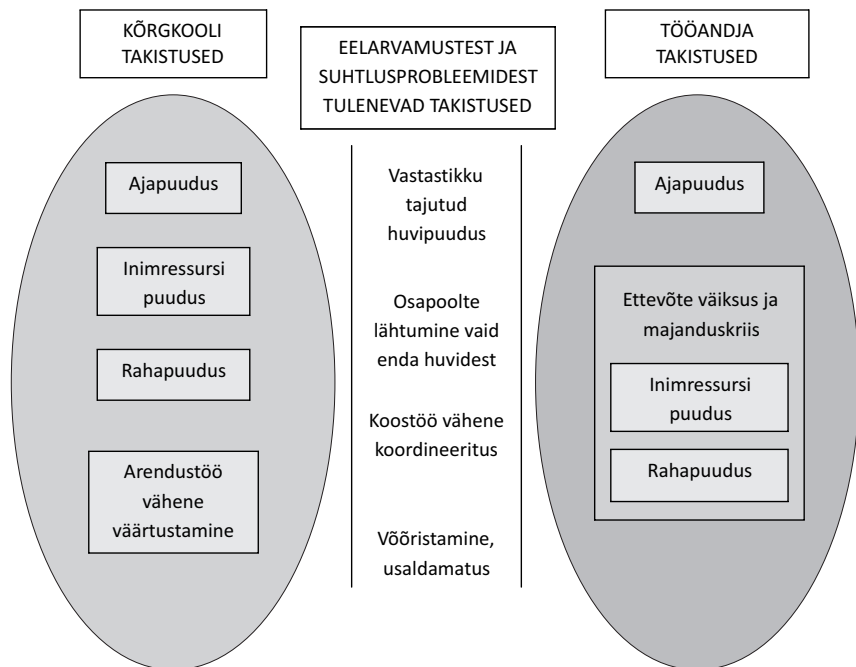 KÕRGKOOLI
TAKISTUSED
Ajapuudus
Inimressursi
puudus
Rahapuudus
Arendustöö
vähene
väärtustamine
EELARVAMUSTEST JA
SUHTLUSPROBLEEMIDEST
TULENEVAD TAKISTUSED
Vastastikku
tajutud
huvipuudus
Osapoolte
lähtumine vaid
enda huvidest
Koostöö vähene
koordineeritus
Võõristamine,
usaldamatus
TÖÖANDJA
TAKISTUSED
Ajapuudus
Ettevõte väiksus ja
majanduskriis
Inimressursi
puudus
Rahapuudus